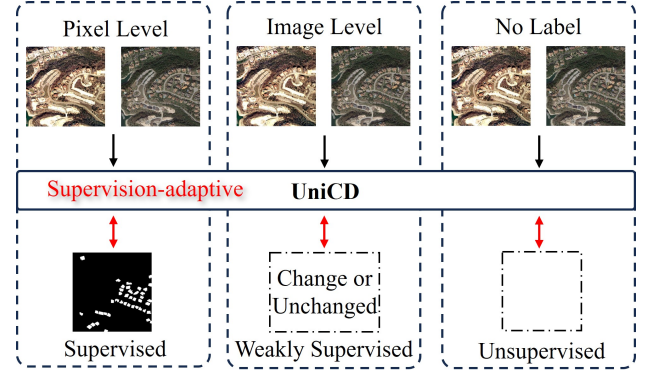 Pixel Level
Image Level
No Label
Supervision-adaptive UniCD
Change or
Unchanged
Supervised
Weakly Supervised
Unsupervised